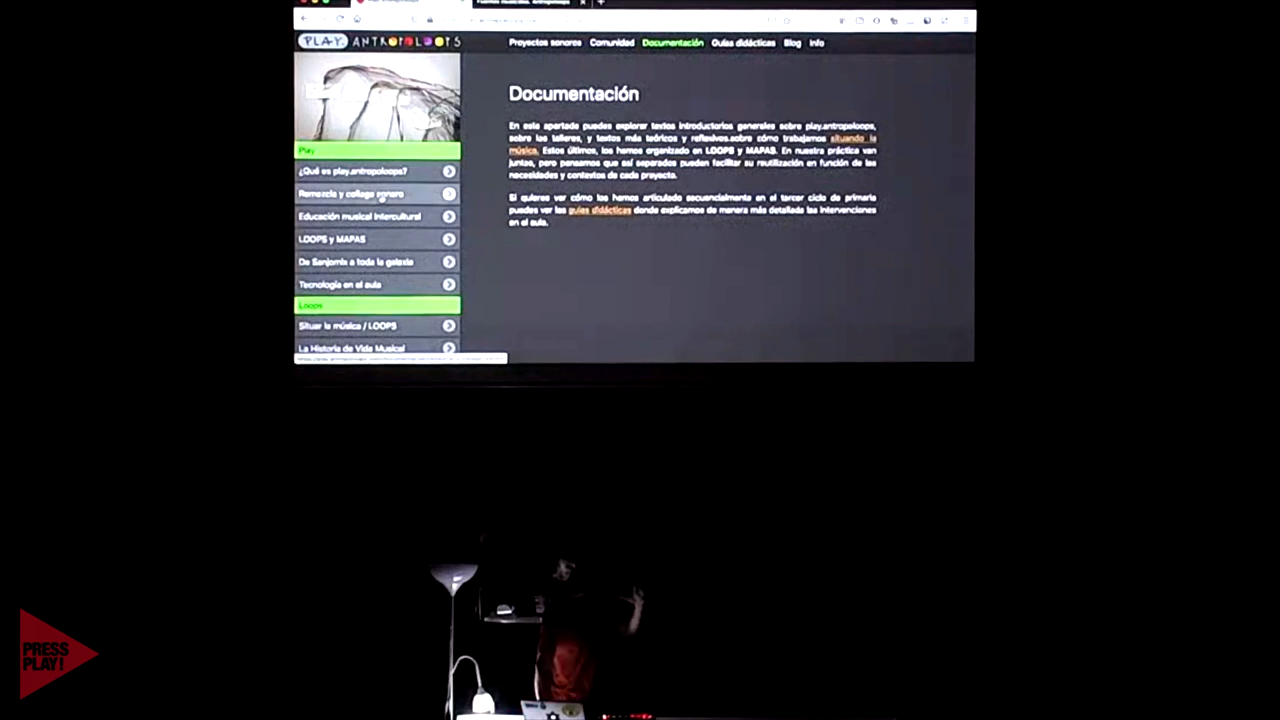 PLAY. ANTROPOLOOPS
Proyectos sonoros Comunidad Documentación Guías didácticas Blog Info
Play
¿Qué es play.antropoloops?
Remezcla y collage sonoro
Educación musical intercultural
LOOPS y MAPAS
De Sanjomix a toda la galaxia
Tecnología en el aula
Loops
Situar la música / LOOPS
La Historia de Vida Musical
Documentación
En este apartado puedes explorar textos introductorios generales sobre play.antropoloops,
sobre los talleres, y textos más teóricos y reflexivos sobre cómo trabajamos situando la
música. Estos últimos, los hemos organizado en LOOPS y MAPAS. En nuestra práctica van
juntas, pero pensamos que así separados pueden facilitar su reutilización en función de las
necesidades y contextos de cada proyecto.
Si quieres ver cómo los hemos articulado secuencialmente en el tercer ciclo de primaria
puedes ver las guías didácticas donde explicamos de manera más detallada las intervenciones
en el aula.
PRESS
PLAY!